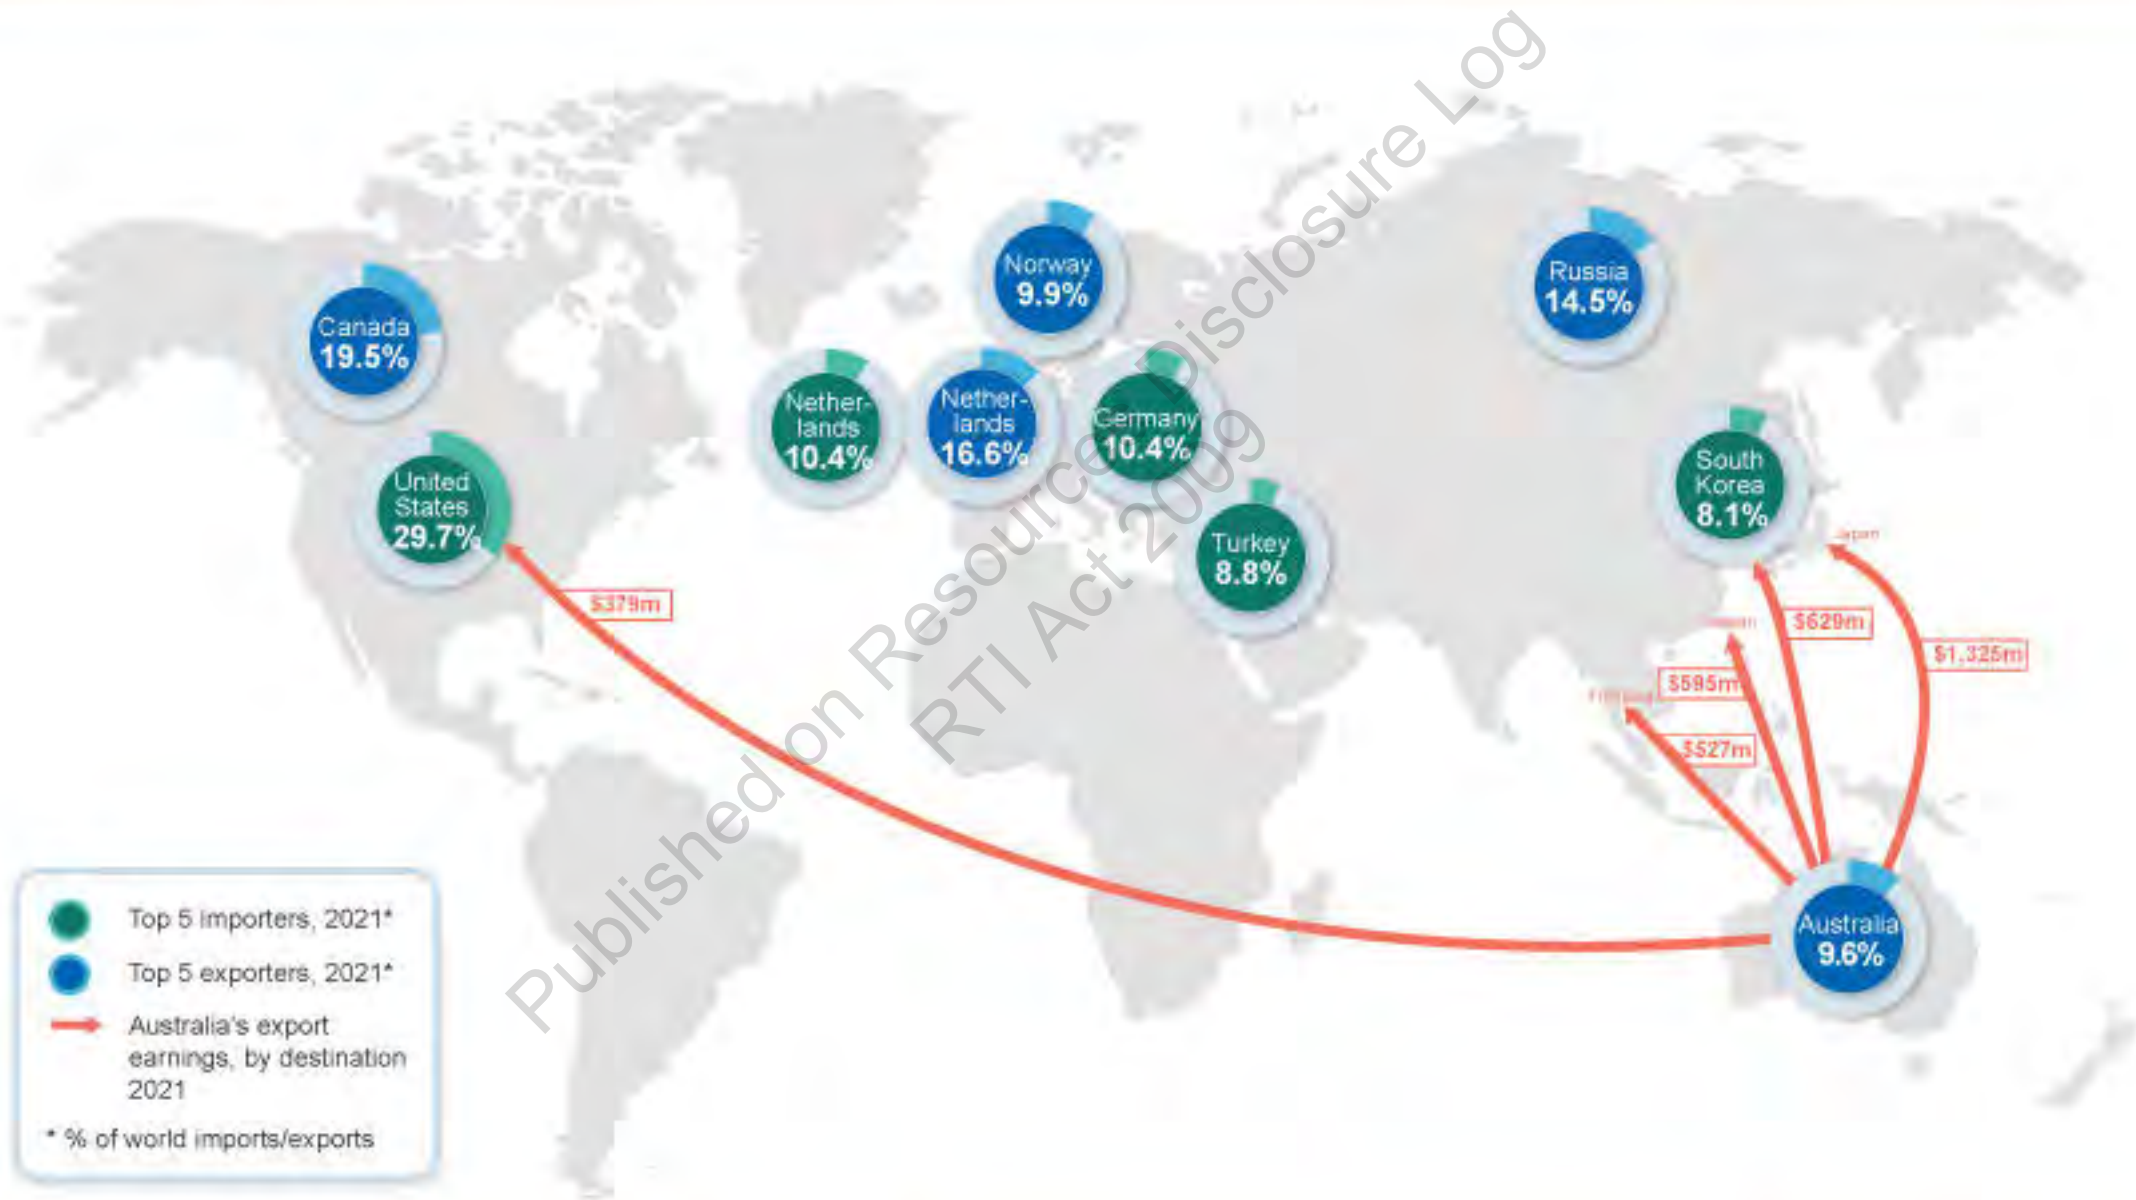 Published on Resources Disclosure Log
RTI Act 2009
Norway
9.9%
Russia
14.5%
Canada
19.5%
Nether-
lands
10.4%
Nether-
lands
16.6%
Germany
10.4%
United
States
29.7%
South
Korea
8.1%
Turkey
8.8%
Japan
$379m
$629m
$1,325m
$595m
$527m
Australia
9.6%
Top 5 importers, 2021*
Top 5 exporters, 2021*
Australia's export
earnings, by destination
2021
* % of world imports/exports